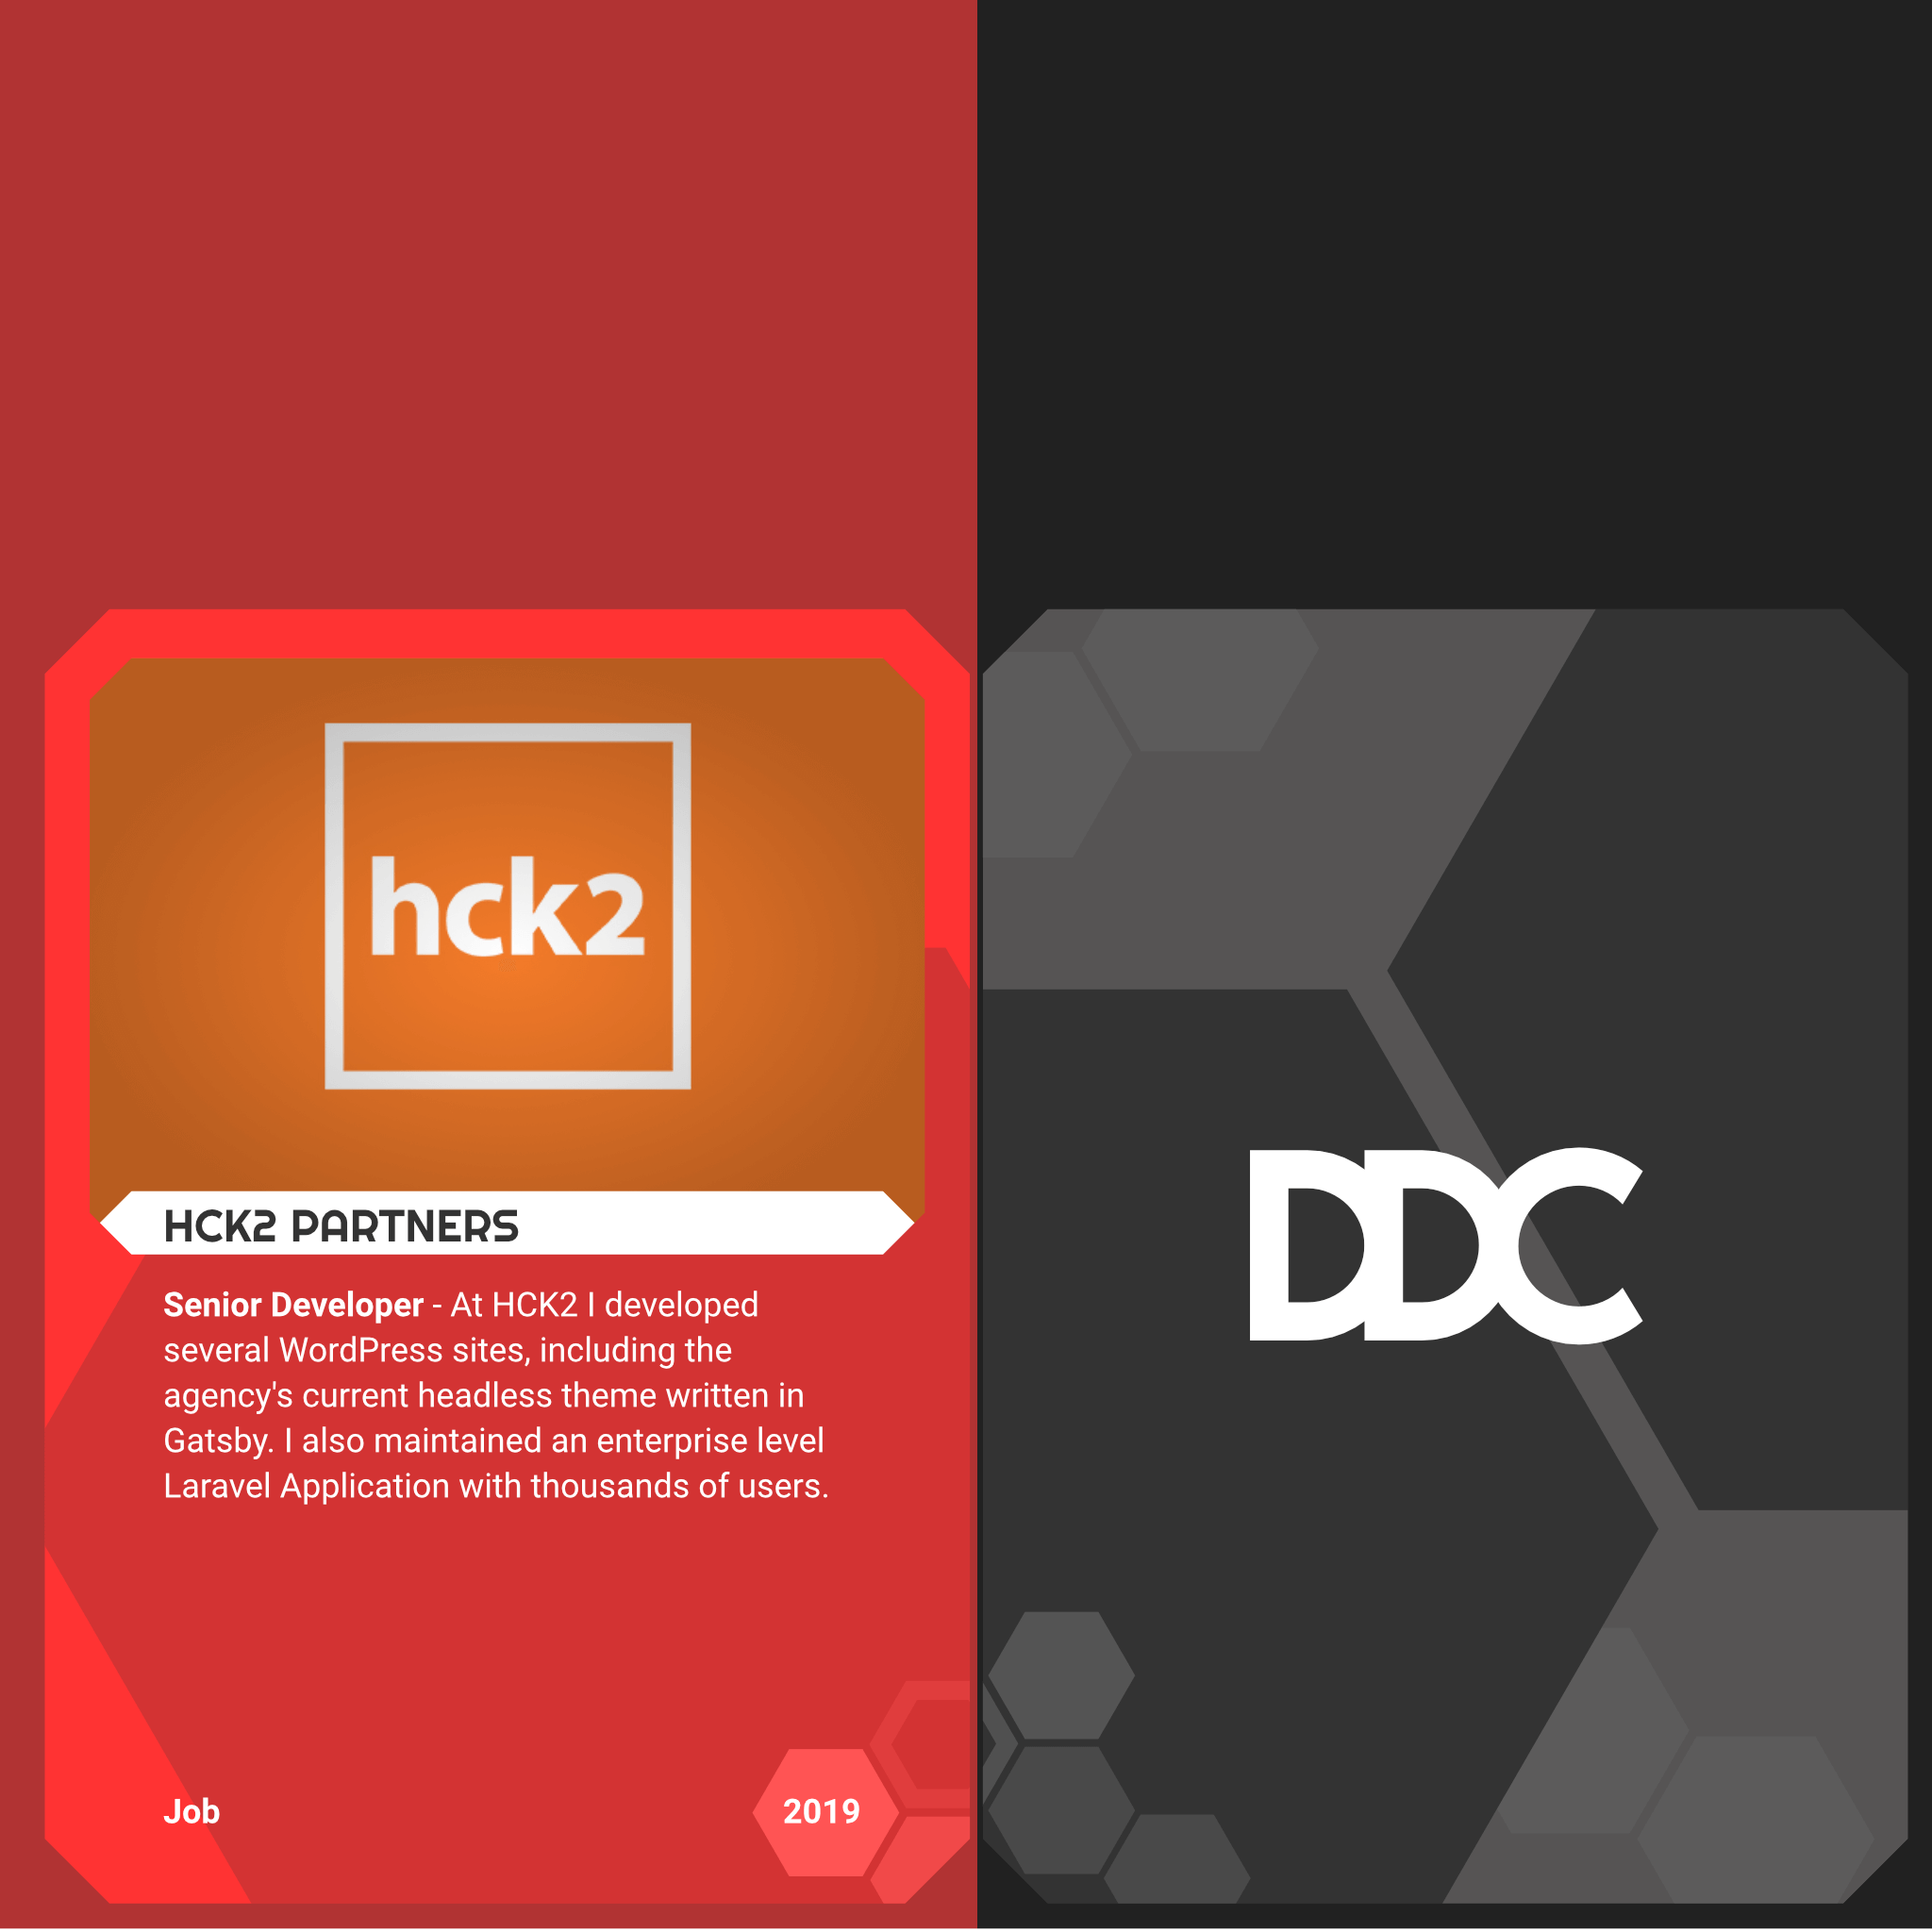 hck2
HCK2 PARTNERS
Senior Developer - At HCK2 I developed
several WordPress sites, including the
agency's current headless theme written in
Gatsby. I also maintained an enterprise level
Laravel Application with thousands of users.
Job
2019
DDC